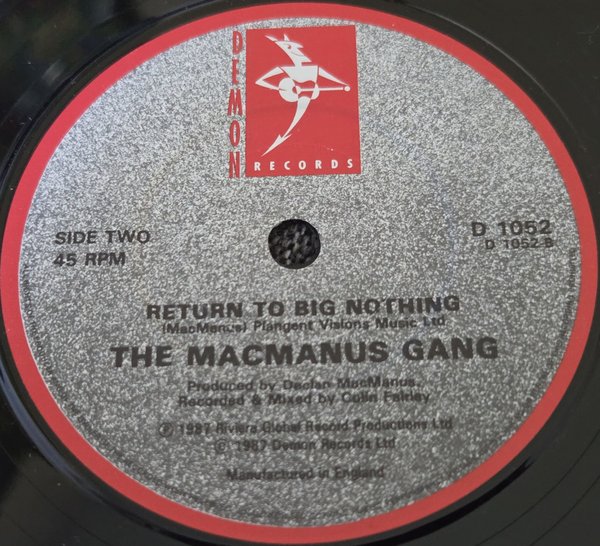 DEMON
RECORDS
SIDE TWO
45 RPM
D 1052
D 1052 B
RETURN TO BIG NOTHING
(MacManus) Plangent Visions Music Ltd
THE MACMANUS GANG
Produced by Declan MacManus.
Recorded & Mixed by Colin Fairley
Ⓟ 1987 Riviera Global Record Productions Ltd
© 1987 Demon Records Ltd
Manufactured in England